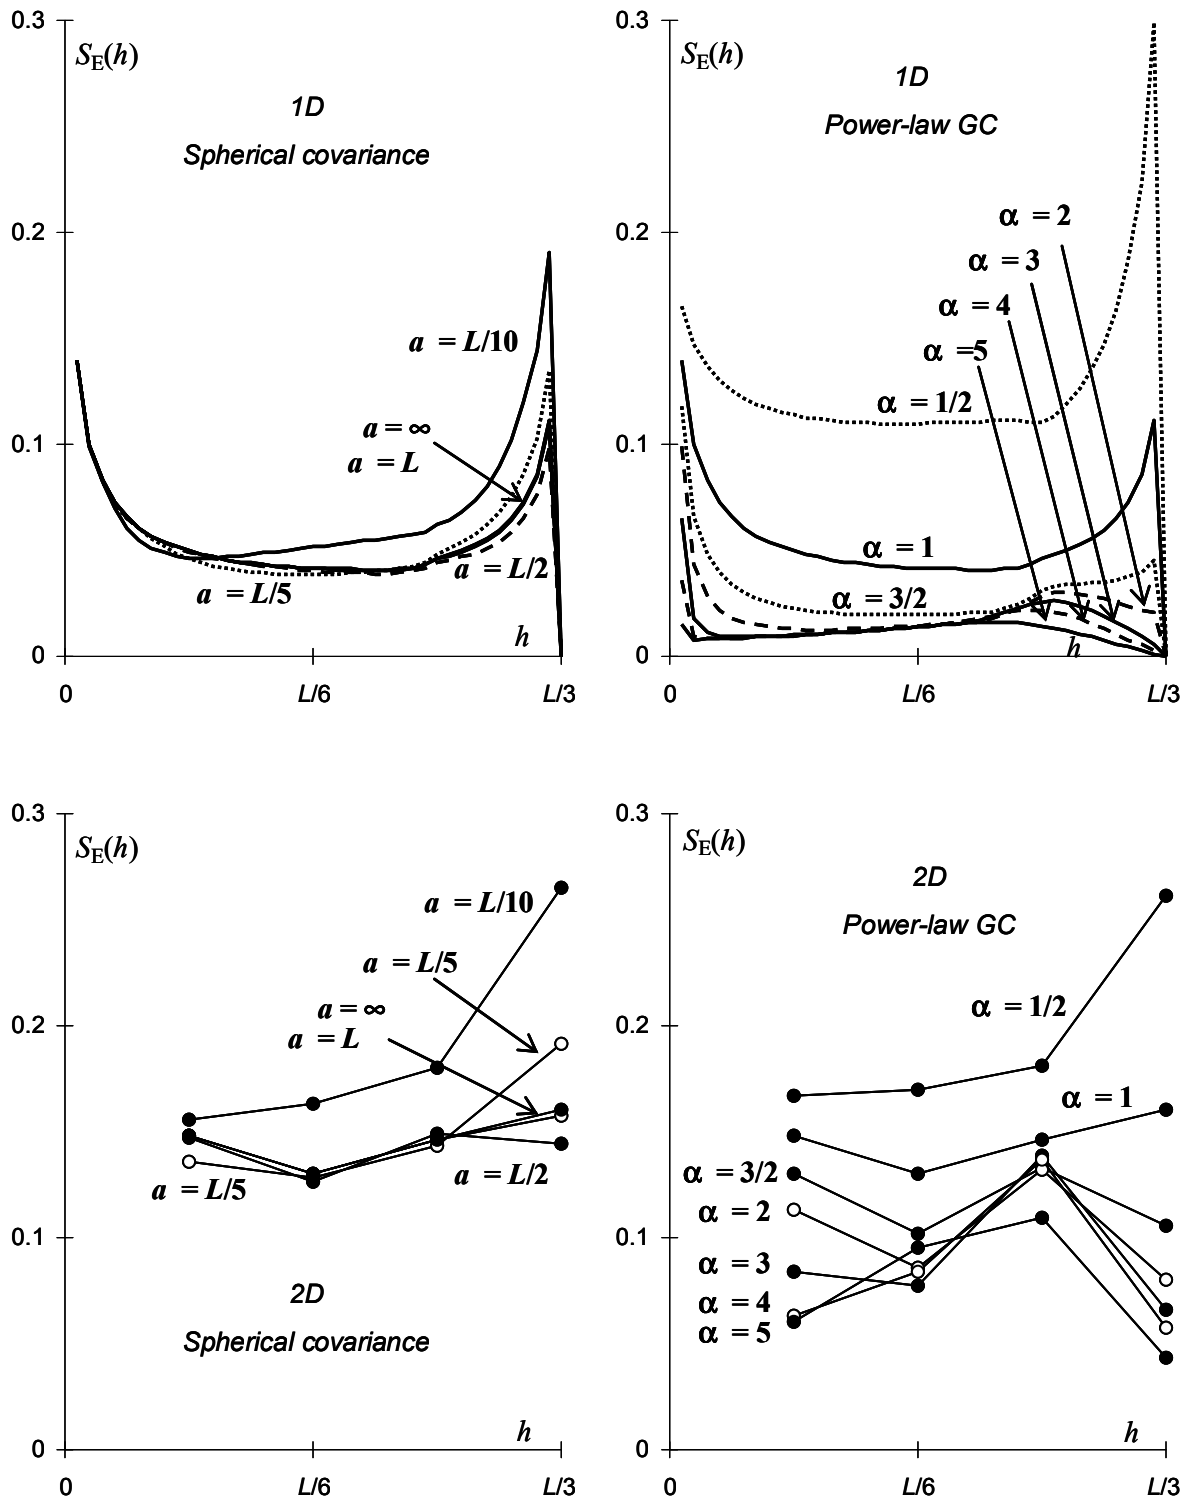 0.3
S_E(h)
1D
Spherical covariance
0.2
a = L/10
a = ∞
a = L
0.1
a = L/2
a = L/5
h
0
0
L/6
L/3
0.3
S_E(h)
1D
Power-law GC
α = 2
0.2
α = 3
α = 4
α =5
α = 1/2
0.1
α = 1
α = 3/2
h
0
0
L/6
L/3
0.3
S_E(h)
a = L/10
a = L/5
a = ∞
0.2
a = L
a = L/2
a = L/5
0.1
2D
Spherical covariance
h
0
0
L/6
L/3
0.3
S_E(h)
2D
Power-law GC
α = 1/2
0.2
α = 1
α = 3/2
α = 2
0.1
α = 3
α = 4
α = 5
h
0
0
L/6
L/3